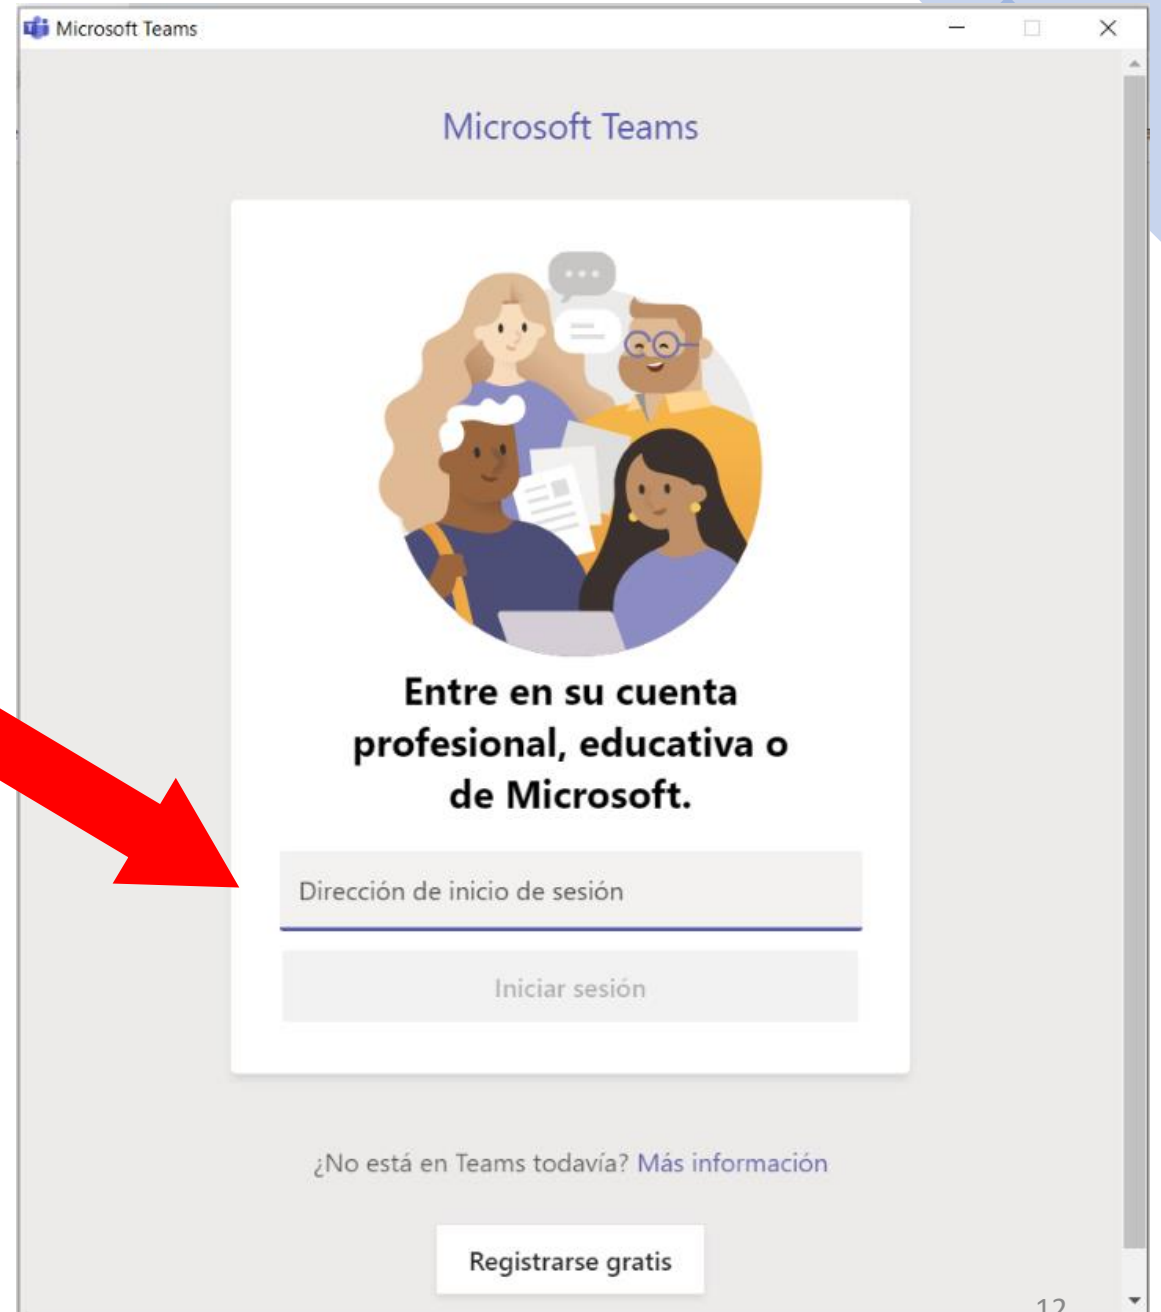 Microsoft Teams
Microsoft Teams
Entre en su cuenta
profesional, educativa o
de Microsoft.
Dirección de inicio de sesión
Iniciar sesión
¿No está en Teams todavía? Más información
Registrarse gratis
12